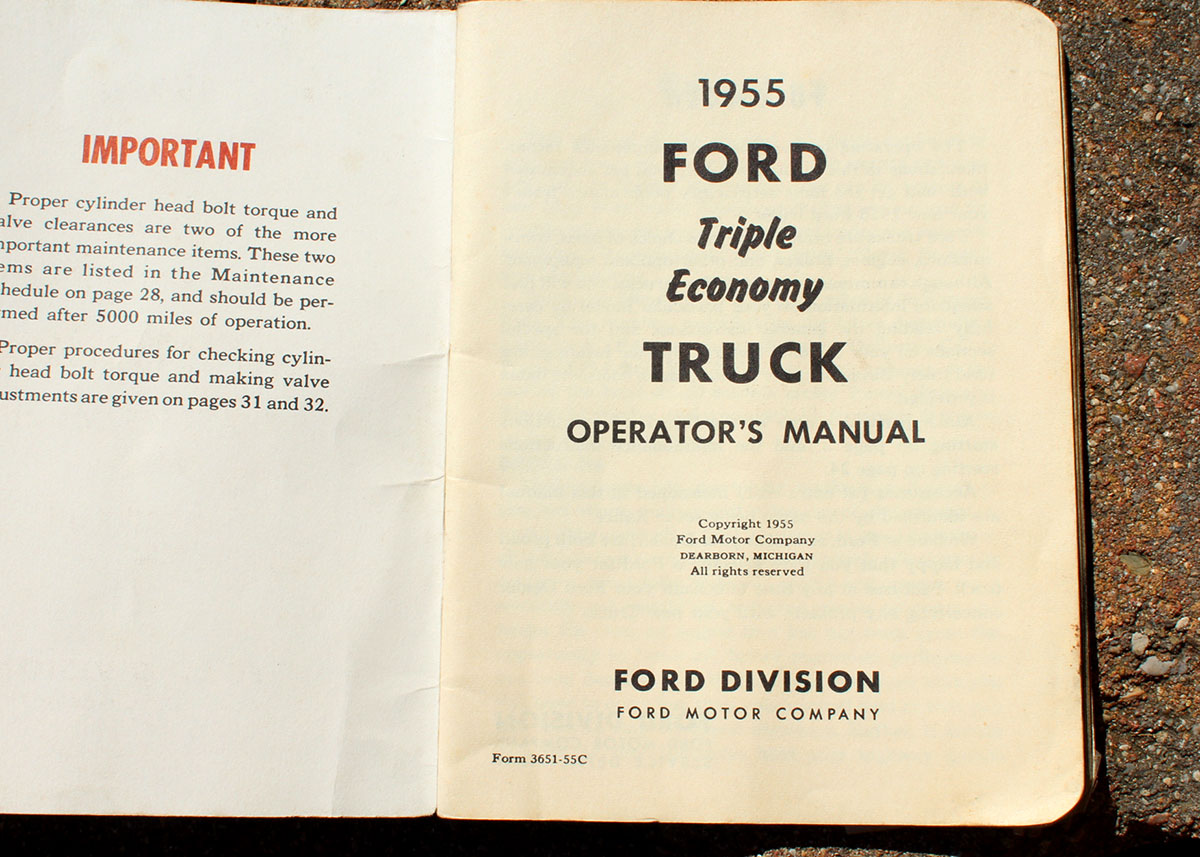 IMPORTANT
Proper cylinder head bolt torque and
alve clearances are two of the more
mportant maintenance items. These two
ems are listed in the Maintenance
hedule on page 28, and should be per-
med after 5000 miles of operation.
Proper procedures for checking cylin-
head bolt torque and making valve
ustments are given on pages 31 and 32.
1955
FORD
Triple
Economy
TRUCK
OPERATOR'S MANUAL
Copyright 1955
Ford Motor Company
DEARBORN, MICHIGAN
All rights reserved
FORD DIVISION
FORD MOTOR COMPANY
Form 3651-55C